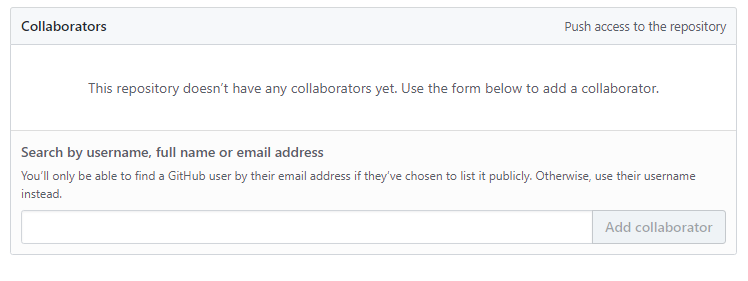 Collaborators
Push access to the repository
This repository doesn’t have any collaborators yet. Use the form below to add a collaborator.
Search by username, full name or email address
You’ll only be able to find a GitHub user by their email address if they’ve chosen to list it publicly. Otherwise, use their username
instead.
Add collaborator